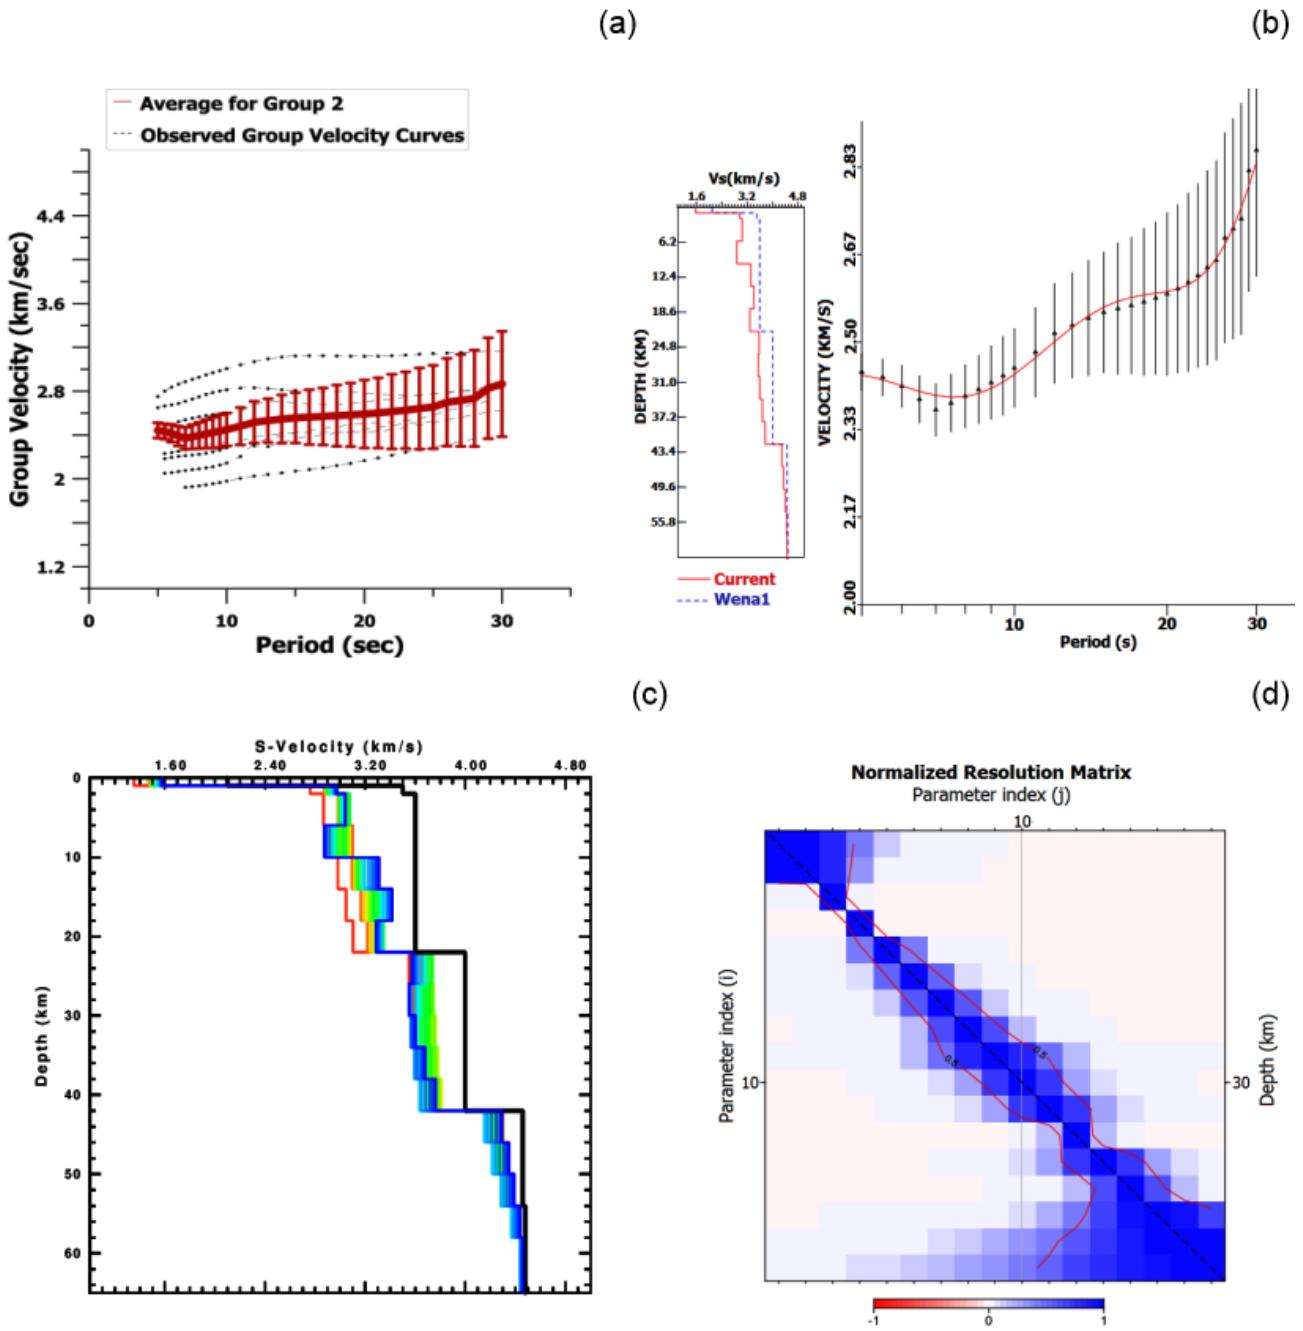 (a)
(b)
Average for Group 2
Observed Group Velocity Curves
Group Velocity (km/sec)
4.4
3.6
2.8
2
1.2
0
10
20
30
Period (sec)
Vs(km/s)
1.6
3.2
4.8
DEPTH (KM)
6.2
12.4
18.6
24.8
31.0
37.2
43.4
49.6
55.8
Current
Wena1
VELOCITY (KM/S)
2.83
2.67
2.50
2.33
2.17
2.00
10
20
30
Period (s)
(c)
(d)
S-Velocity (km/s)
1.60
2.40
3.20
4.00
4.80
Depth (km)
0
10
20
30
40
50
60
Normalized Resolution Matrix
Parameter index (j)
10
Parameter index (i)
10
0.5
0.5
30
Depth (km)
-1
0
1